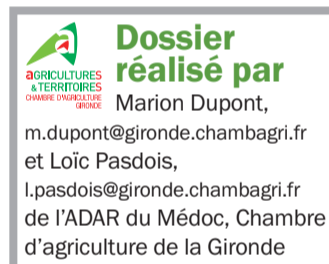 Dossier
réalisé par
aGRICULTURES
& TERRITOIRES
CHAMBRE D'AGRICULTURE
GIRONDE
Marion Dupont,
m.dupont@gironde.chambagri.fr
et Loïc Pasdois,
l.pasdois@gironde.chambagri.fr
de l'ADAR du Médoc, Chambre
d'agriculture de la Gironde